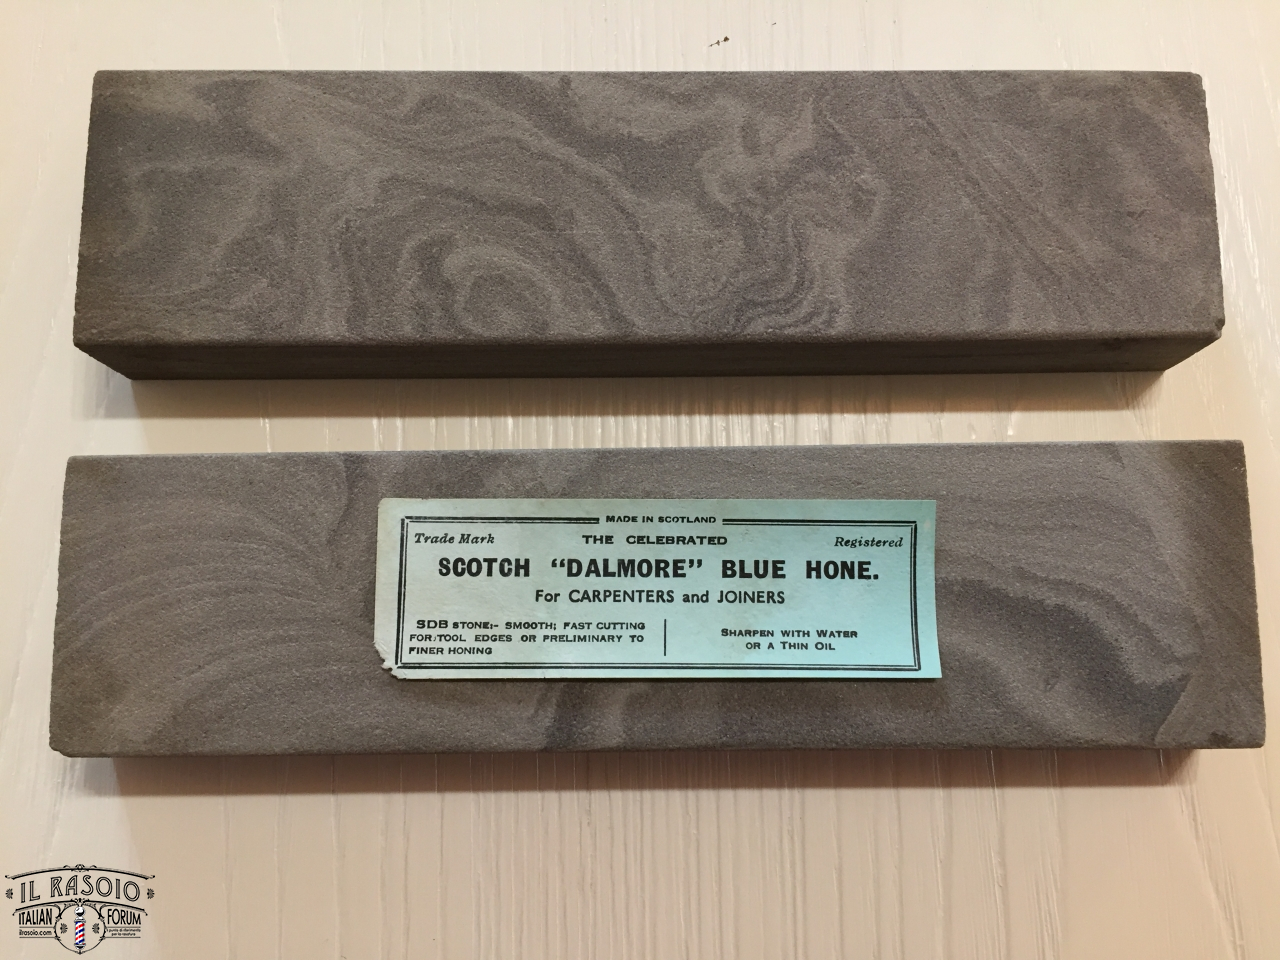 MADE IN SCOTLAND
Trade Mark THE CELEBRATED Registered
SCOTCH "DALMORE" BLUE HONE.
For CARPENTERS and JOINERS
SDB STONE:- SMOOTH; FAST CUTTING
FOR TOOL EDGES OR PRELIMINARY TO
FINER HONING
SHARPEN WITH WATER
OR A THIN OIL
IL RASOIO
ITALIAN FORUM
ilrasoio.com